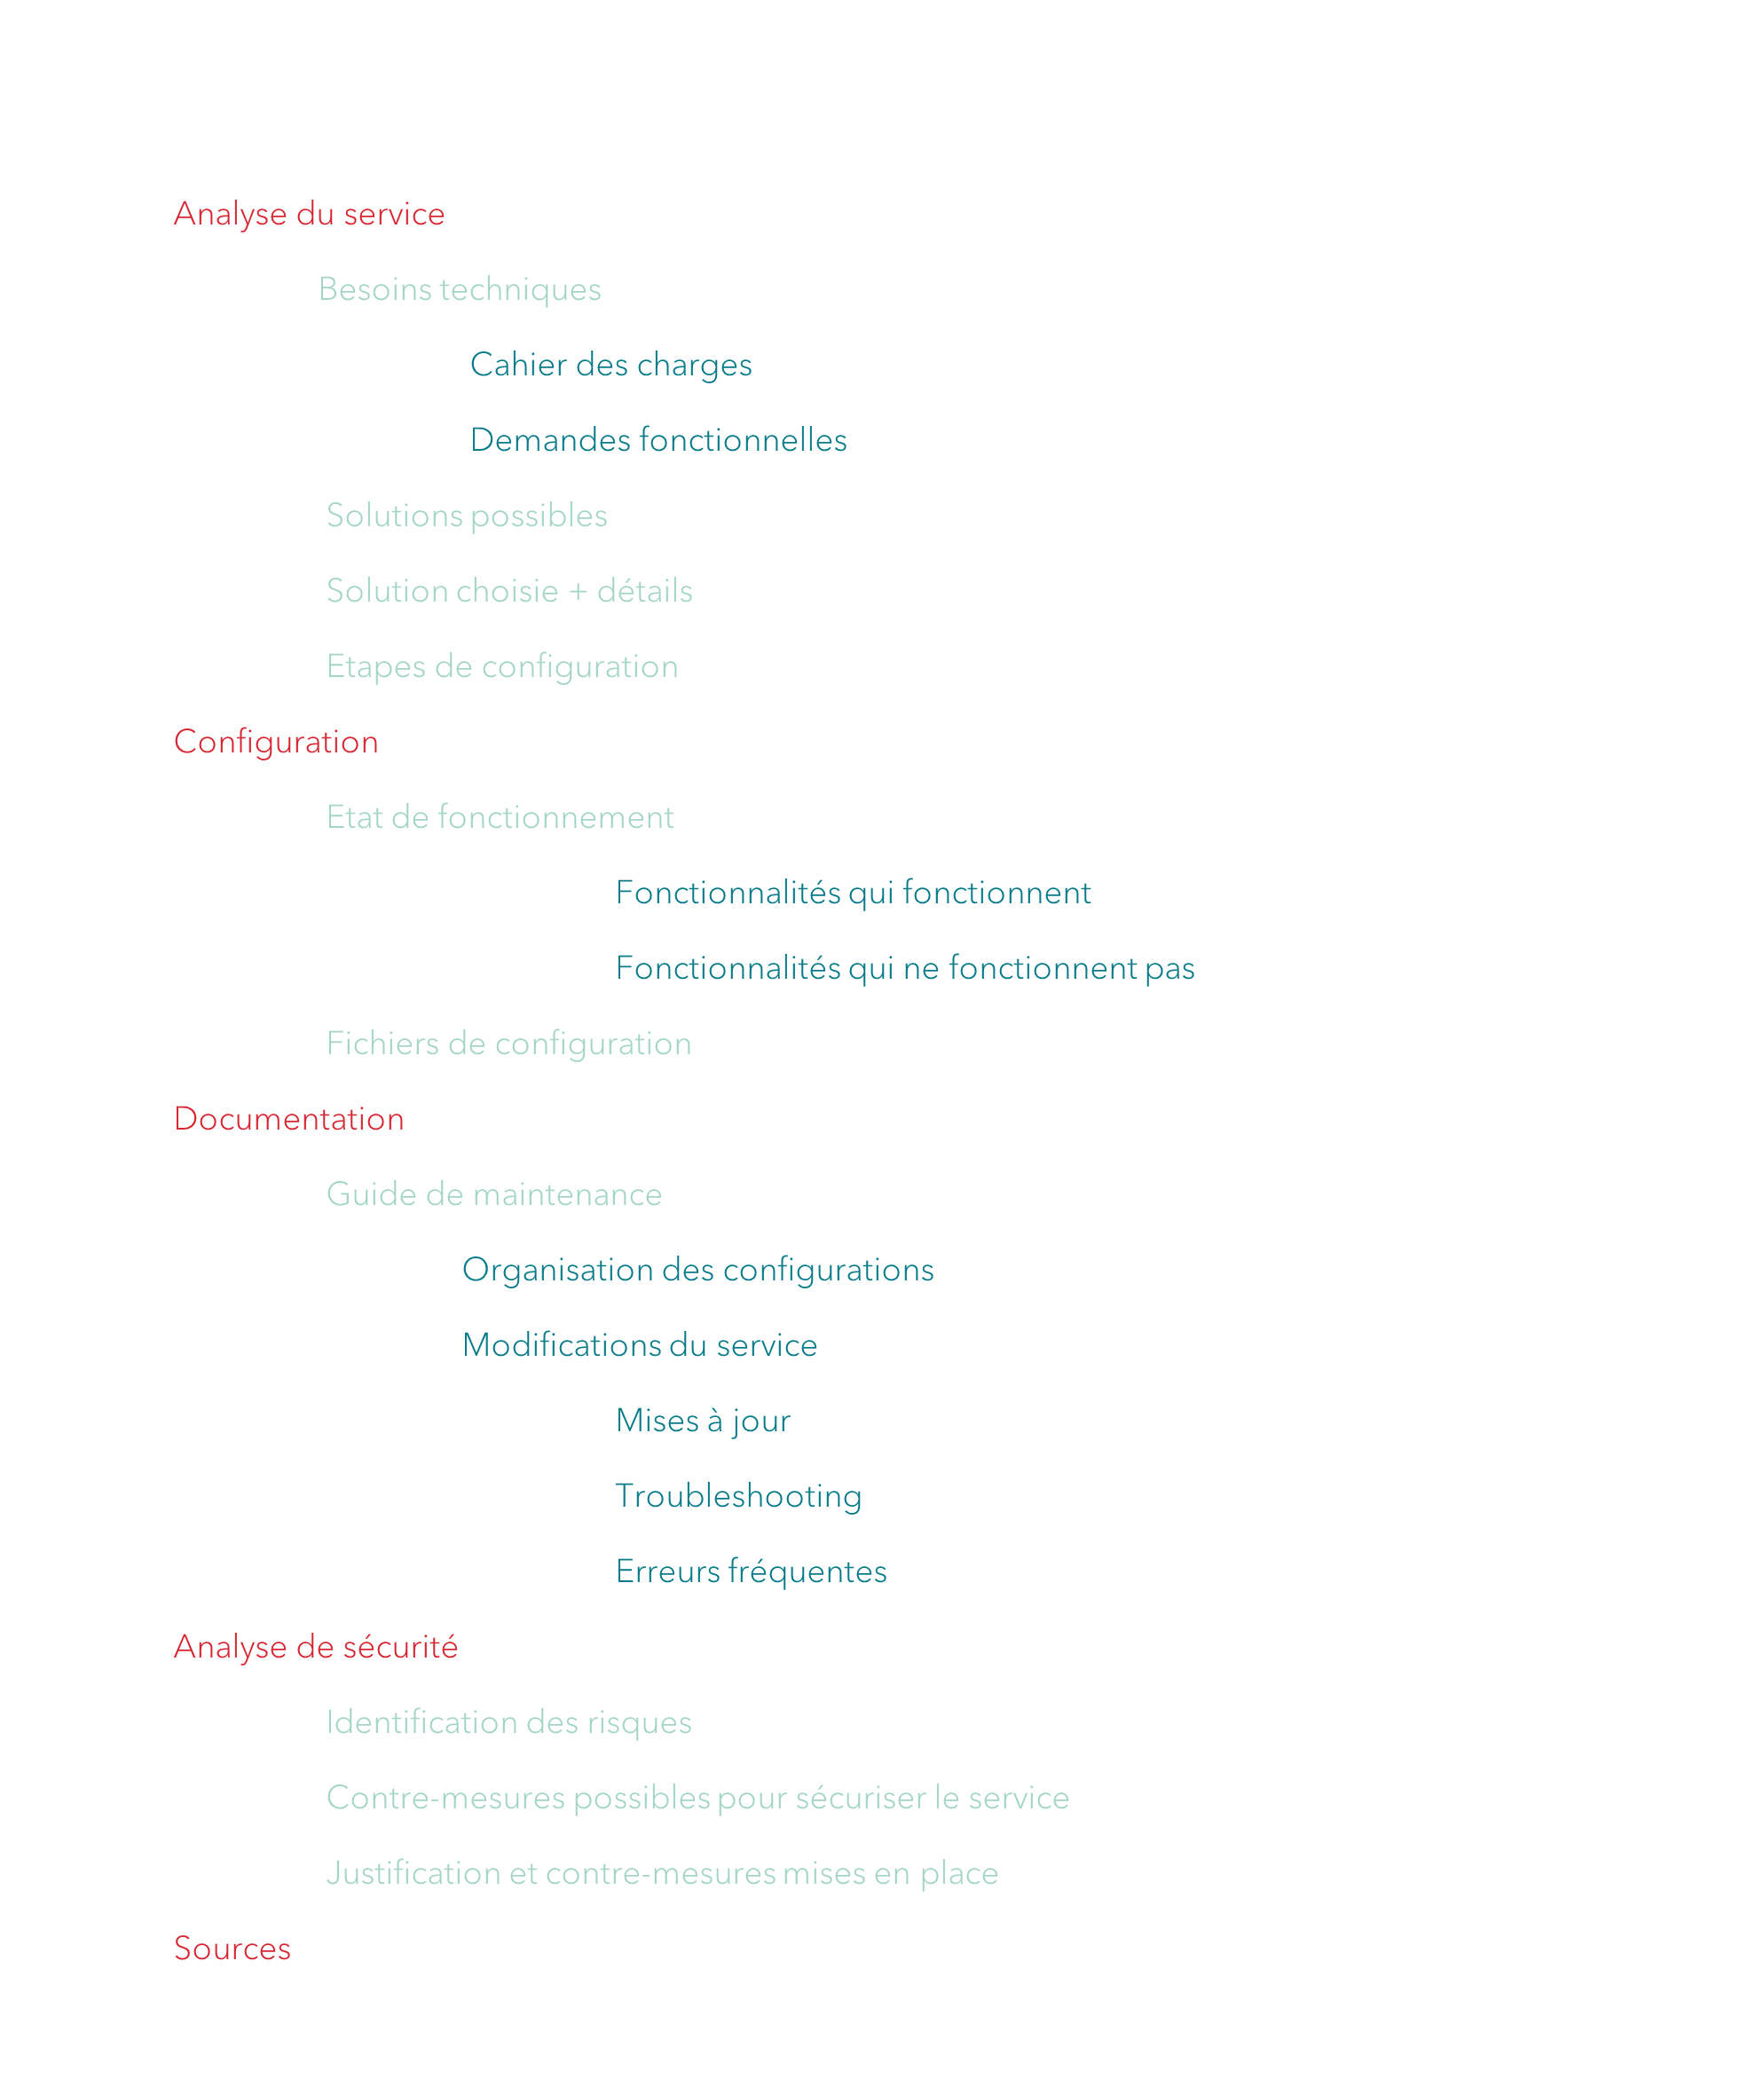 Analyse du service
Besoins techniques
Cahier des charges
Demandes fonctionnelles
Solutions possibles
Solution choisie + détails
Etapes de configuration
Configuration
Etat de fonctionnement
Fonctionnalités qui fonctionnent
Fonctionnalités qui ne fonctionnent pas
Fichiers de configuration
Documentation
Guide de maintenance
Organisation des configurations
Modifications du service
Mises à jour
Troubleshooting
Erreurs fréquentes
Analyse de sécurité
Identification des risques
Contre-mesures possibles pour sécuriser le service
Justification et contre-mesures mises en place
Sources